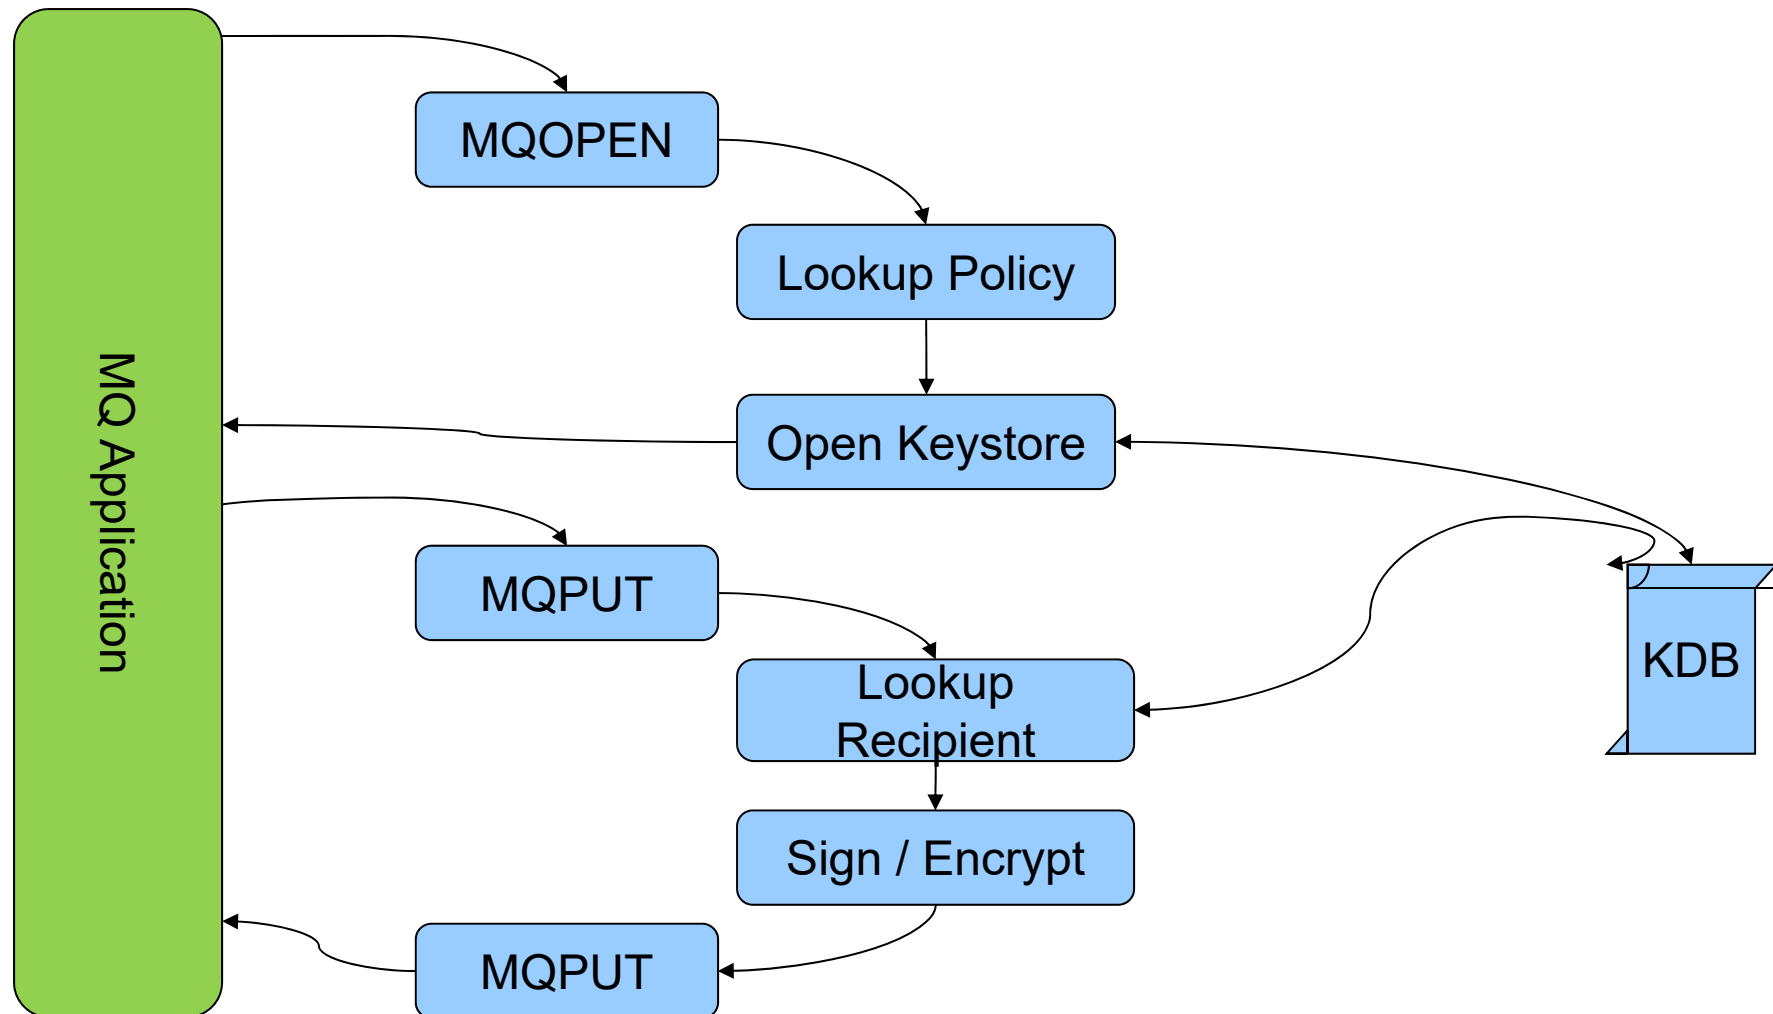 MQ Application
MQOPEN
Lookup Policy
Open Keystore
MQPUT
Lookup
Recipient
KDB
Sign / Encrypt
MQPUT